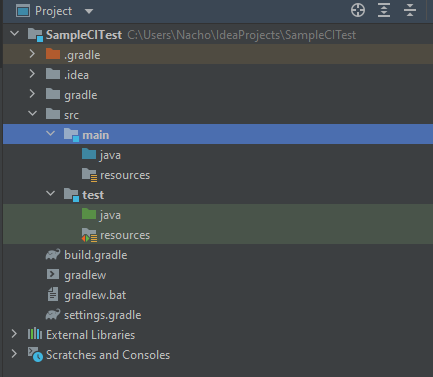 Project
SampleCITest C:\Users\Nacho\IdeaProjects\SampleCITest
.gradle
.idea
gradle
src
main
java
resources
test
java
resources
build.gradle
gradlew
gradlew.bat
settings.gradle
External Libraries
Scratches and Consoles